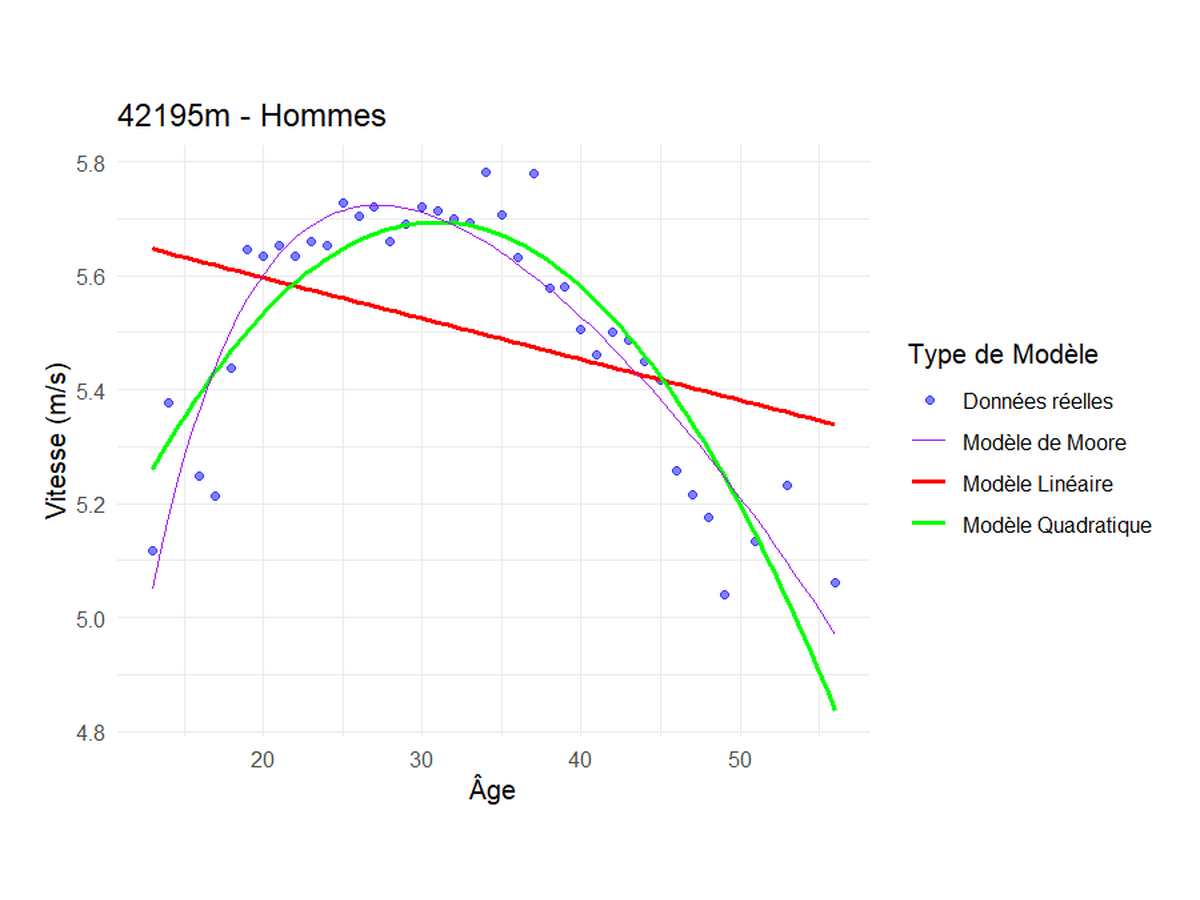 42195m - Hommes
5.8
5.6
5.4
5.2
5.0
4.8
Vitesse (m/s)
20 30 40 50
Âge
Type de Modèle
Données réelles
Modèle de Moore
Modèle Linéaire
Modèle Quadratique